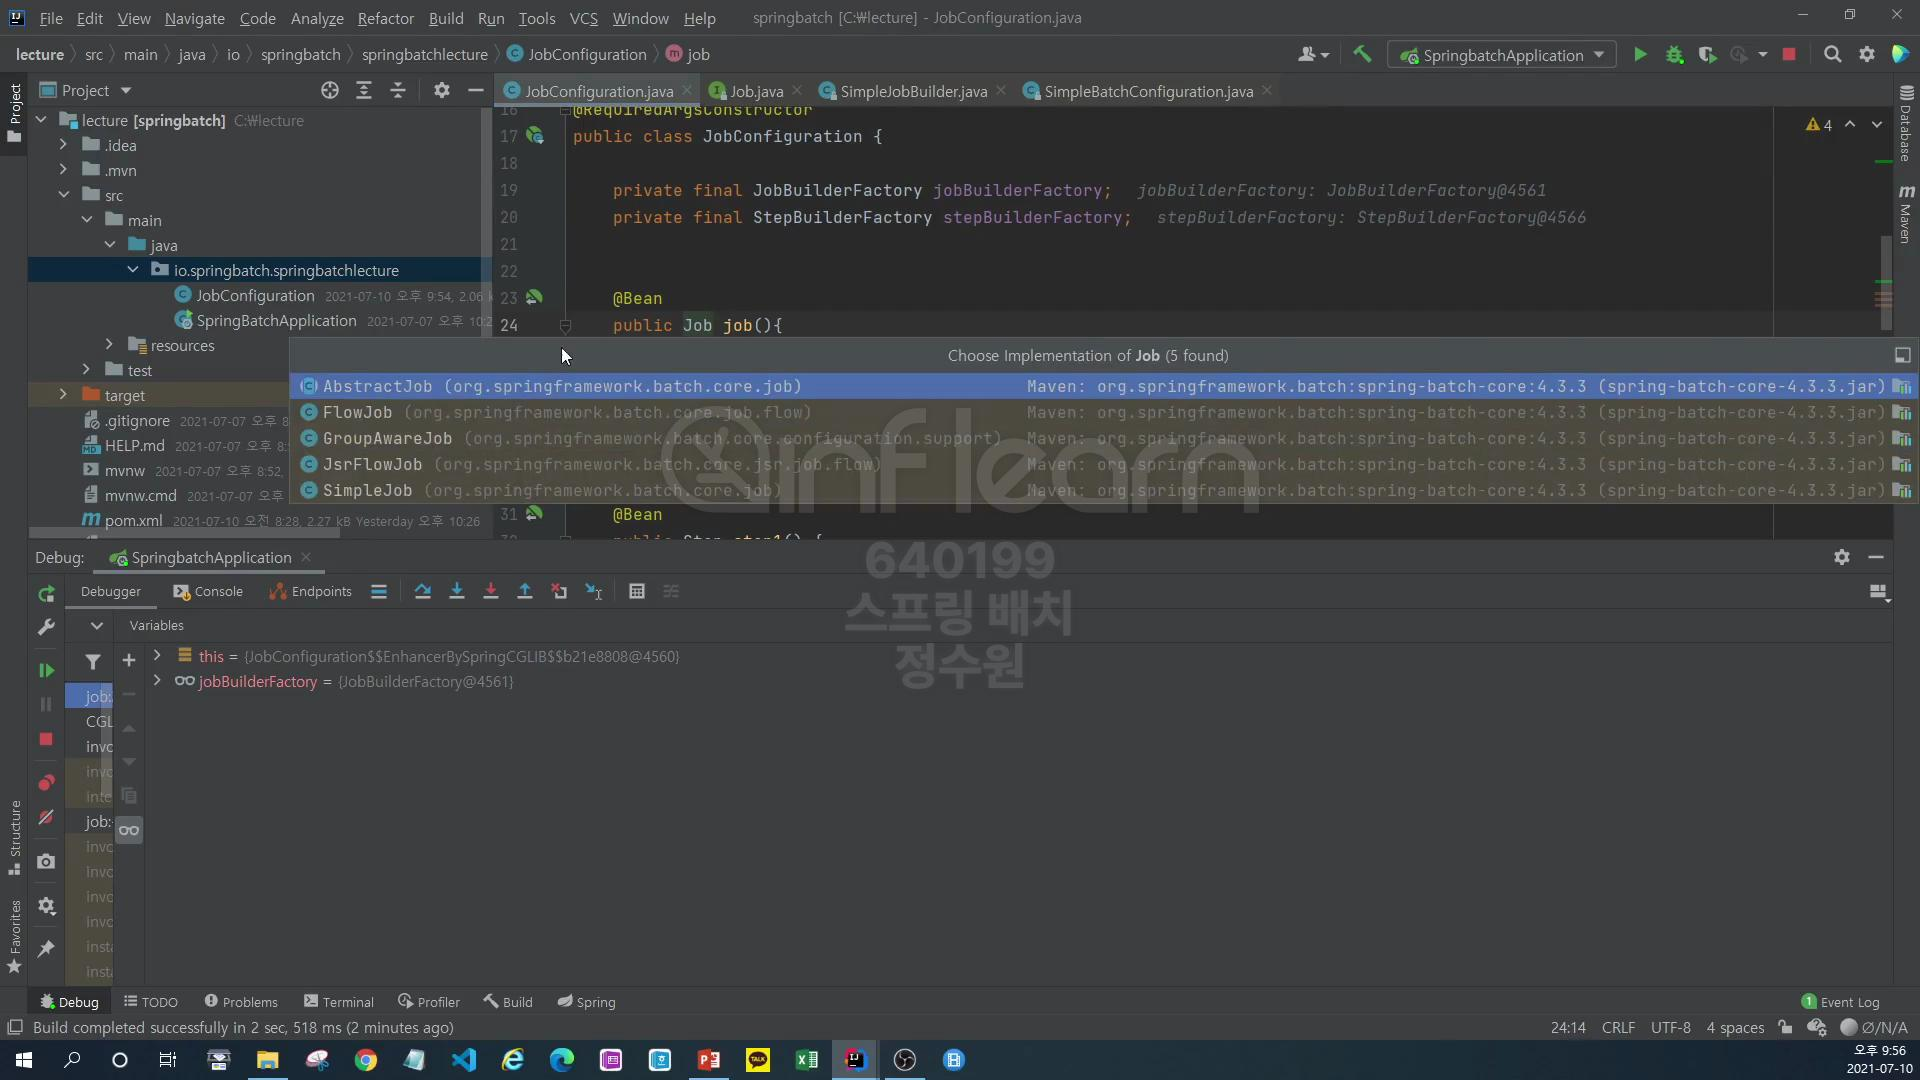 File Edit View Navigate Code Analyze Refactor Build Run Tools VCS Window Help springbatch [C:₩lecture] - JobConfiguration.java
lecture src main java io springbatch springbatchlecture JobConfiguration job SpringbatchApplication
Project
Project
lecture [springbatch] C:₩lecture
.idea
.mvn
src
main
java
io.springbatch.springbatchlecture
JobConfiguration 2021-07-10 오후 9:54, 2.06 k
SpringBatchApplication 2021-07-07 오후 10:2
resources
test
target
.gitignore 2021-07-07 오후 8
HELP.md 2021-07-07 오후 8:
mvnw 2021-07-07 오후 8:52,
mvnw.cmd 2021-07-07 오후
pom.xml 2021-07-10 오전 8:28, 2.27 kB Yesterday 오후 10:26
JobConfiguration.java Job.java SimpleJobBuilder.java SimpleBatchConfiguration.java
4
16 @RequiredArgsConstructor
17 public class JobConfiguration {
18
19 private final JobBuilderFactory jobBuilderFactory; jobBuilderFactory: JobBuilderFactory@4561
20 private final StepBuilderFactory stepBuilderFactory; stepBuilderFactory: StepBuilderFactory@4566
21
22
23 @Bean
24 public Job job(){
Choose Implementation of Job (5 found)
AbstractJob (org.springframework.batch.core.job) Maven: org.springframework.batch:spring-batch-core:4.3.3 (spring-batch-core-4.3.3.jar)
FlowJob (org.springframework.batch.core.job.flow) Maven: org.springframework.batch:spring-batch-core:4.3.3 (spring-batch-core-4.3.3.jar)
GroupAwareJob (org.springframework.batch.core.configuration.support) Maven: org.springframework.batch:spring-batch-core:4.3.3 (spring-batch-core-4.3.3.jar)
JsrFlowJob (org.springframework.batch.core.jsr.job.flow) Maven: org.springframework.batch:spring-batch-core:4.3.3 (spring-batch-core-4.3.3.jar)
SimpleJob (org.springframework.batch.core.job) Maven: org.springframework.batch:spring-batch-core:4.3.3 (spring-batch-core-4.3.3.jar)
31 @Bean
32 public Step step1() {
inflearn
640199
스프링 배치
정수원
Database
Maven
Debug: SpringbatchApplication
Debugger Console Endpoints
Variables
this = {JobConfiguration$$EnhancerBySpringCGLIB$$b21e8808@4560}
jobBuilderFactory = {JobBuilderFactory@4561}
job:
CGL
invo
invo
inte
job:
invo
invo
invo
invo
insta
insta
Structure
Favorites
Debug TODO Problems Terminal Profiler Build Spring 1 Event Log
Build completed successfully in 2 sec, 518 ms (2 minutes ago) 24:14 CRLF UTF-8 4 spaces Ø/N/A
TALK
오후 9:56
2021-07-10